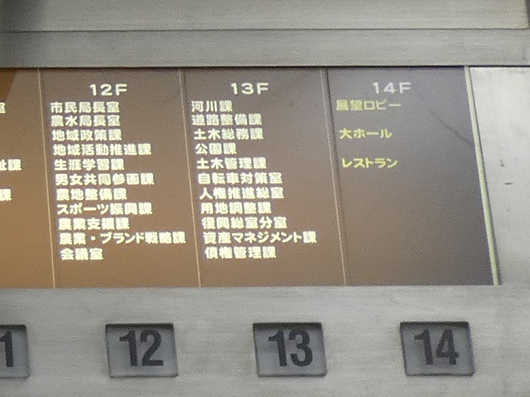 12F
市民局長室
農水局長室
地域政策課
地域活動推進課
生涯学習課
男女共同参画課
農地整備課
スポーツ振興課
農業支援課
農業・ブランド戦略課
会議室
13F
河川課
道路整備課
土木総務課
公園課
土木管理課
自転車対策室
人権推進総室
用地調整課
復興総室分室
資産マネジメント課
債権管理課
14F
展望ロビー
大ホール
レストラン
室
祉課
課
1
12
13
14